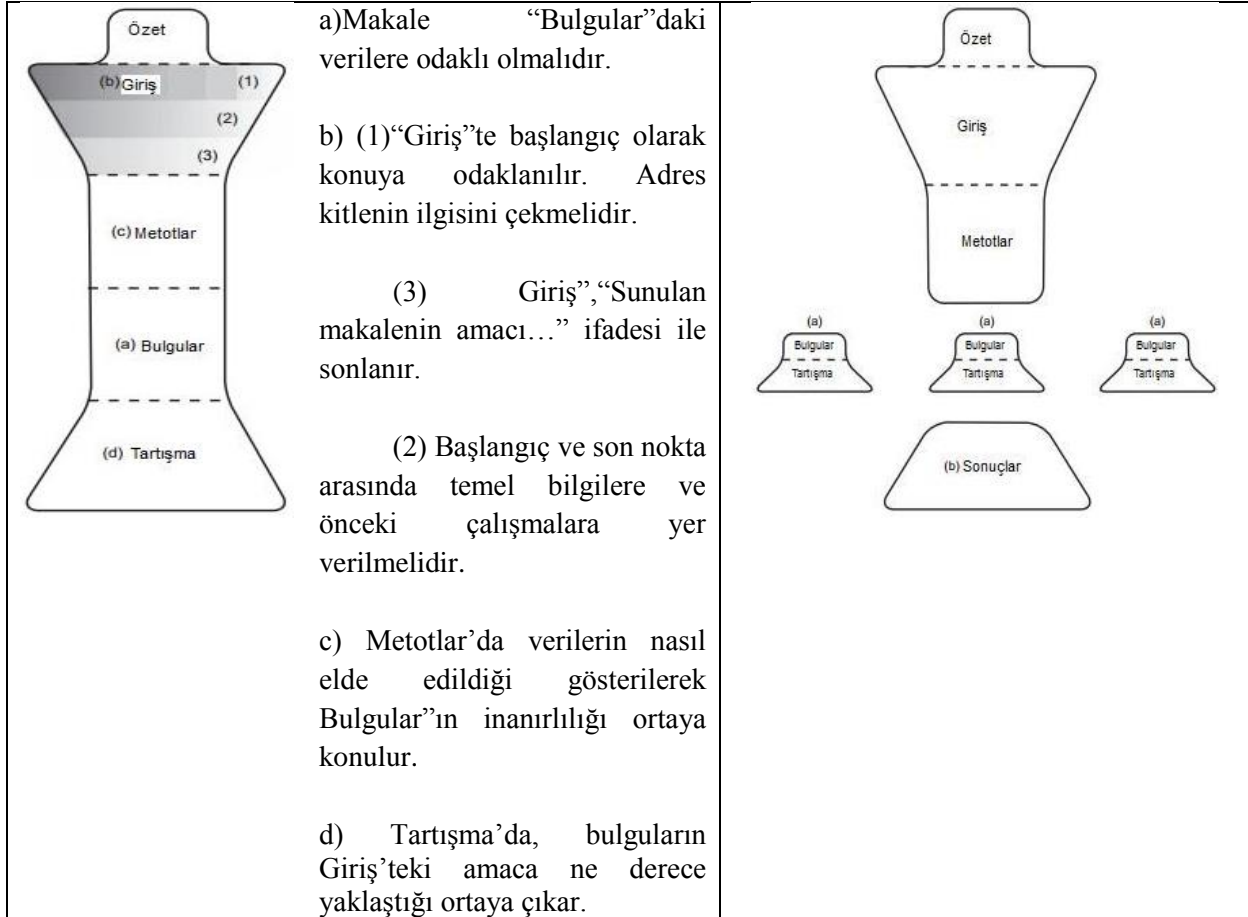 Özet
(b) Giriş (1)
(2)
(3)
(c) Metotlar
(a) Bulgular
(d) Tartışma
a)Makale “Bulgular”daki
verilere odaklı olmalıdır.
b) (1)“Giriş”te başlangıç olarak
konuya odaklanılır. Adres
kitlenin ilgisini çekmelidir.
(3) Giriş”,“Sunulan
makalenin amacı…” ifadesi ile
sonlanır.
(2) Başlangıç ve son nokta
arasında temel bilgilere ve
önceki çalışmalara yer
verilmelidir.
c) Metotlar’da verilerin nasıl
elde edildiği gösterilerek
Bulgular”ın inanırlılığı ortaya
konulur.
d) Tartışma’da, bulguların
Giriş’teki amaca ne derece
yaklaştığı ortaya çıkar.
Özet
Giriş
Metotlar
(a) (a) (a)
Bulgular Bulgular Bulgular
Tartışma Tartışma Tartışma
(b) Sonuçlar